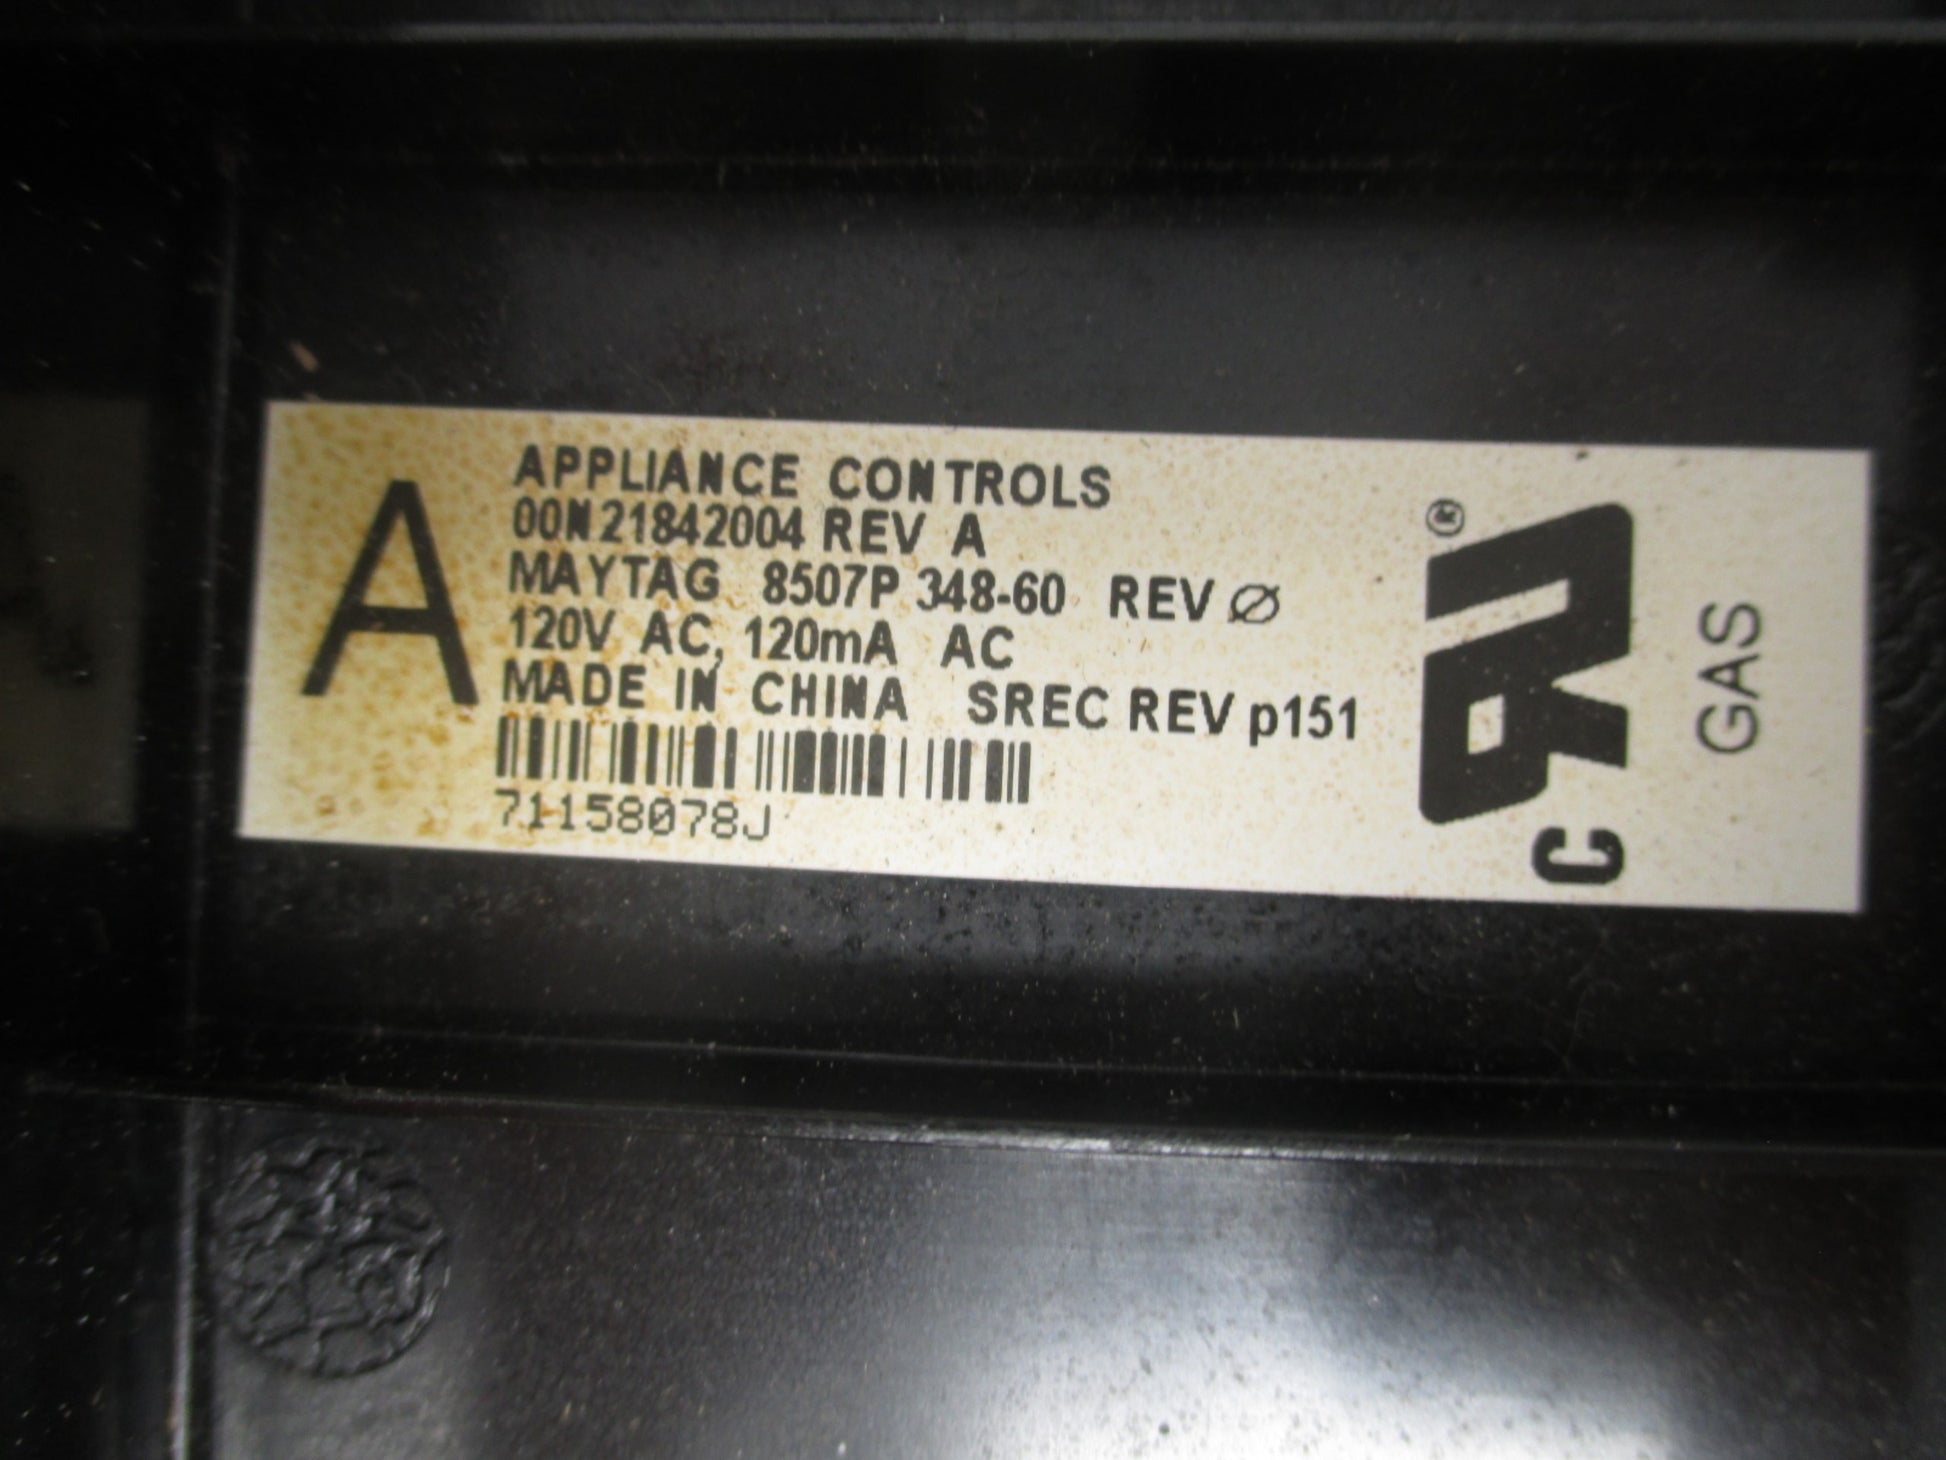 A
APPLIANCE CONTROLS
00N21842004 REV A
MAYTAG 8507P 348-60 REV Ø
120V AC, 120mA AC
MADE IN CHINA SREC REV p151
71158078J
C RU ®
GAS